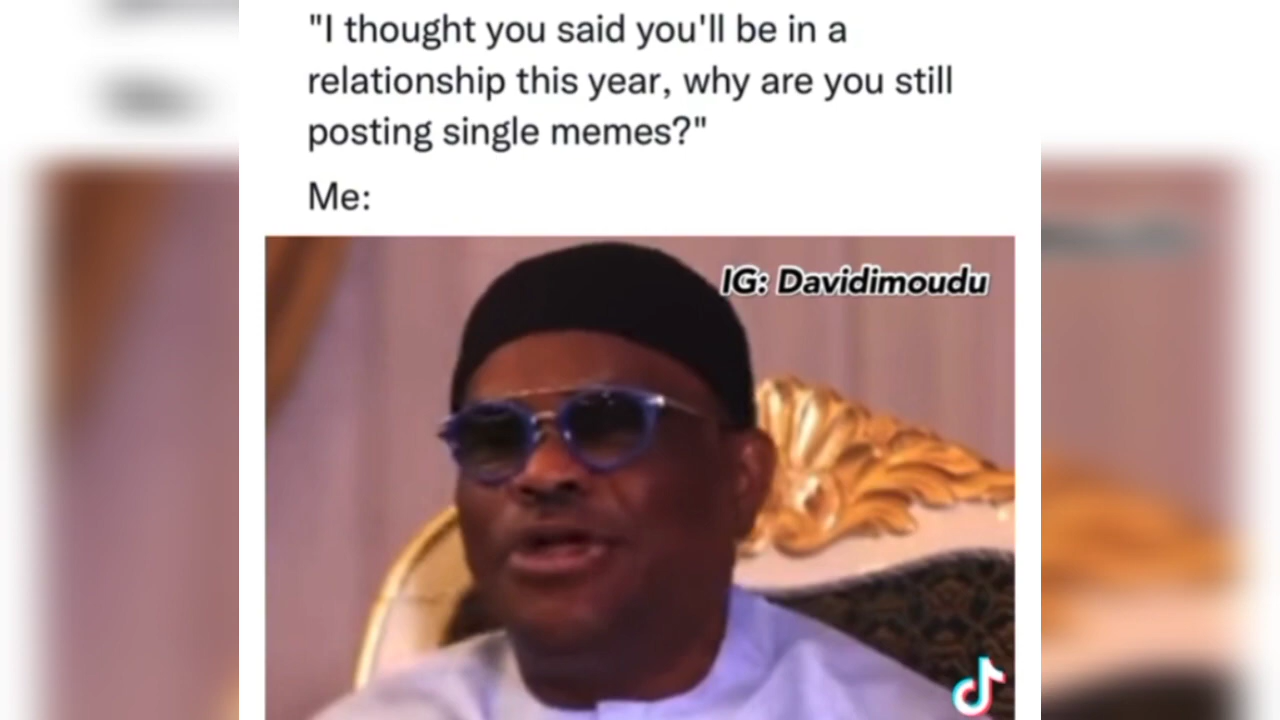 "I thought you said you'll be in a
relationship this year, why are you still
posting single memes?"
Me:
IG: Davidimoudu